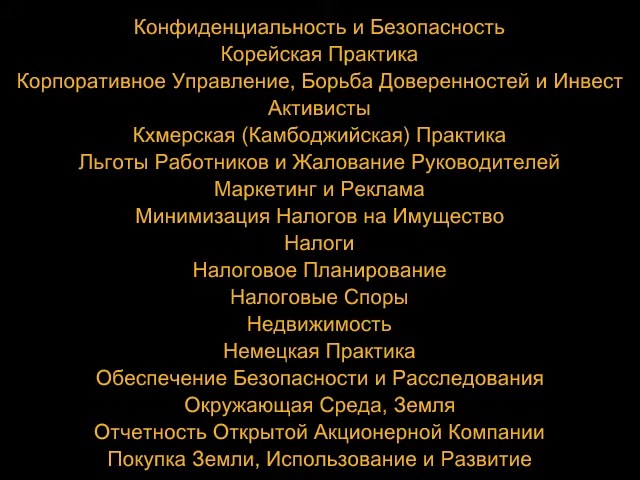 Конфиденциальность и Безопасность
Корейская Практика
Корпоративное Управление, Борьба Доверенностей и Инвест
Активисты
Кхмерская (Камбоджийская) Практика
Льготы Работников и Жалование Руководителей
Маркетинг и Реклама
Минимизация Налогов на Имущество
Налоги
Налоговое Планирование
Налоговые Споры
Недвижимость
Немецкая Практика
Обеспечение Безопасности и Расследования
Окружающая Среда, Земля
Отчетность Открытой Акционерной Компании
Покупка Земли, Использование и Развитие